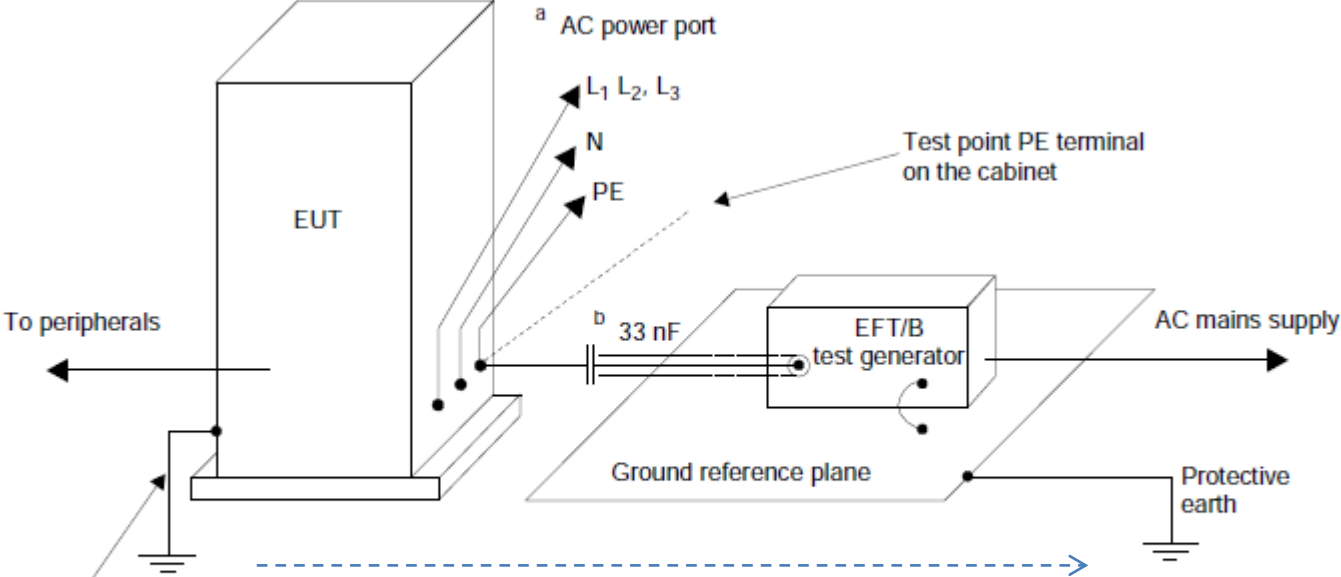 a AC power port
L1 L2, L3
N
PE
Test point PE terminal
on the cabinet
EUT
To peripherals
b 33 nF
EFT/B
test generator
AC mains supply
Ground reference plane
Protective
earth